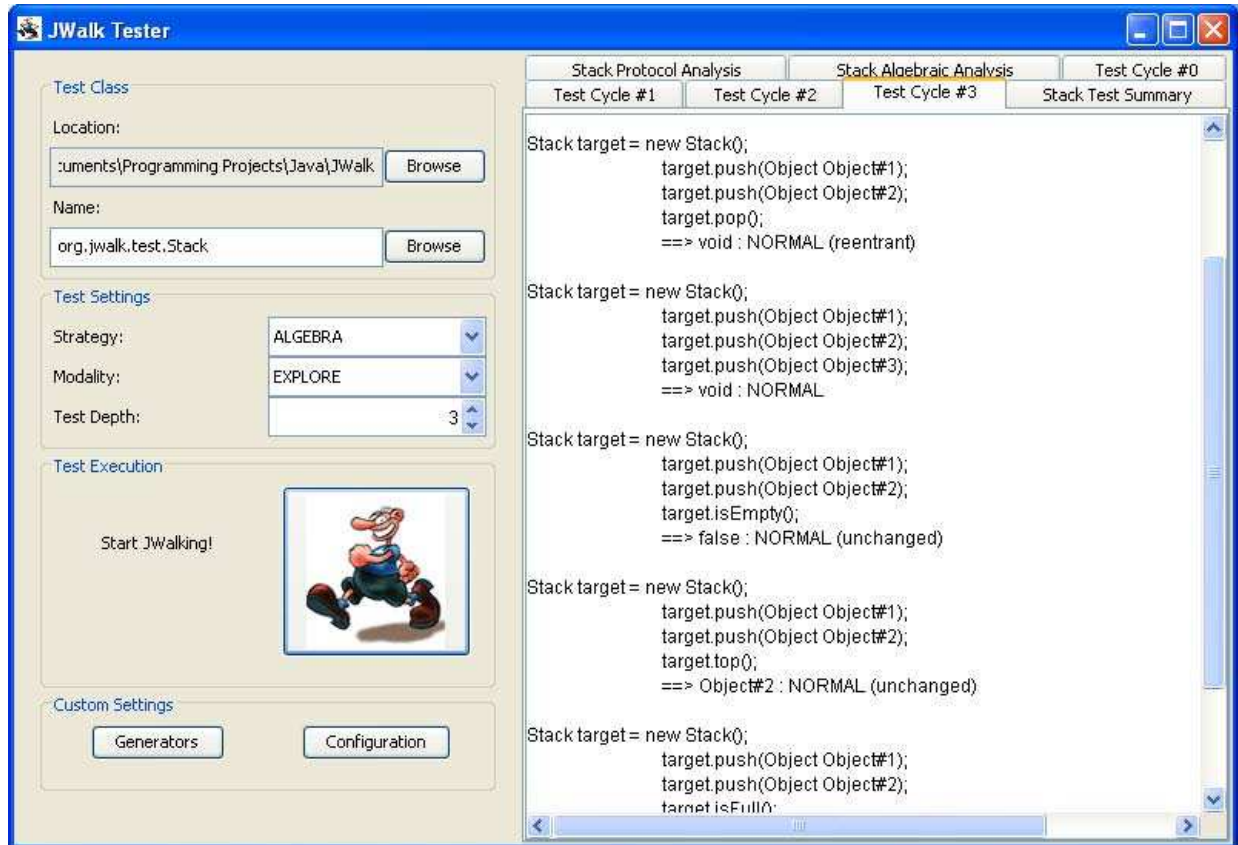 JWalk Tester
Test Class
Location:
:uments\Programming Projects\Java\JWalk
Browse
Name:
org.jwalk.test.Stack
Browse
Test Settings
Strategy:
ALGEBRA
Modality:
EXPLORE
Test Depth:
3
Test Execution
Start JWalking!
Custom Settings
Generators
Configuration
Stack Protocol Analysis
Stack Algebraic Analysis
Test Cycle #0
Test Cycle #1
Test Cycle #2
Test Cycle #3
Stack Test Summary
Stack target = new Stack();
target.push(Object Object#1);
target.push(Object Object#2);
target.pop();
==> void : NORMAL (reentrant)
Stack target = new Stack();
target.push(Object Object#1);
target.push(Object Object#2);
target.push(Object Object#3);
==> void : NORMAL
Stack target = new Stack();
target.push(Object Object#1);
target.push(Object Object#2);
target.isEmpty();
==> false : NORMAL (unchanged)
Stack target = new Stack();
target.push(Object Object#1);
target.push(Object Object#2);
target.top();
==> Object#2 : NORMAL (unchanged)
Stack target = new Stack();
target.push(Object Object#1);
target.push(Object Object#2);
target.isFull();